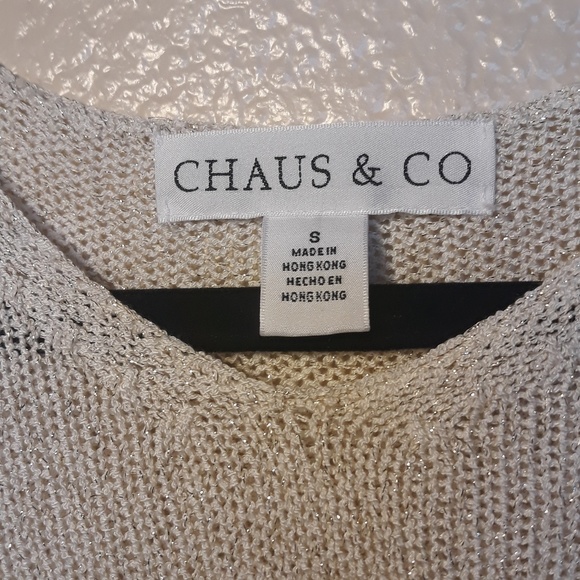 CHAUS & CO
S
MADE IN
HONG KONG
HECHO EN
HONG KONG